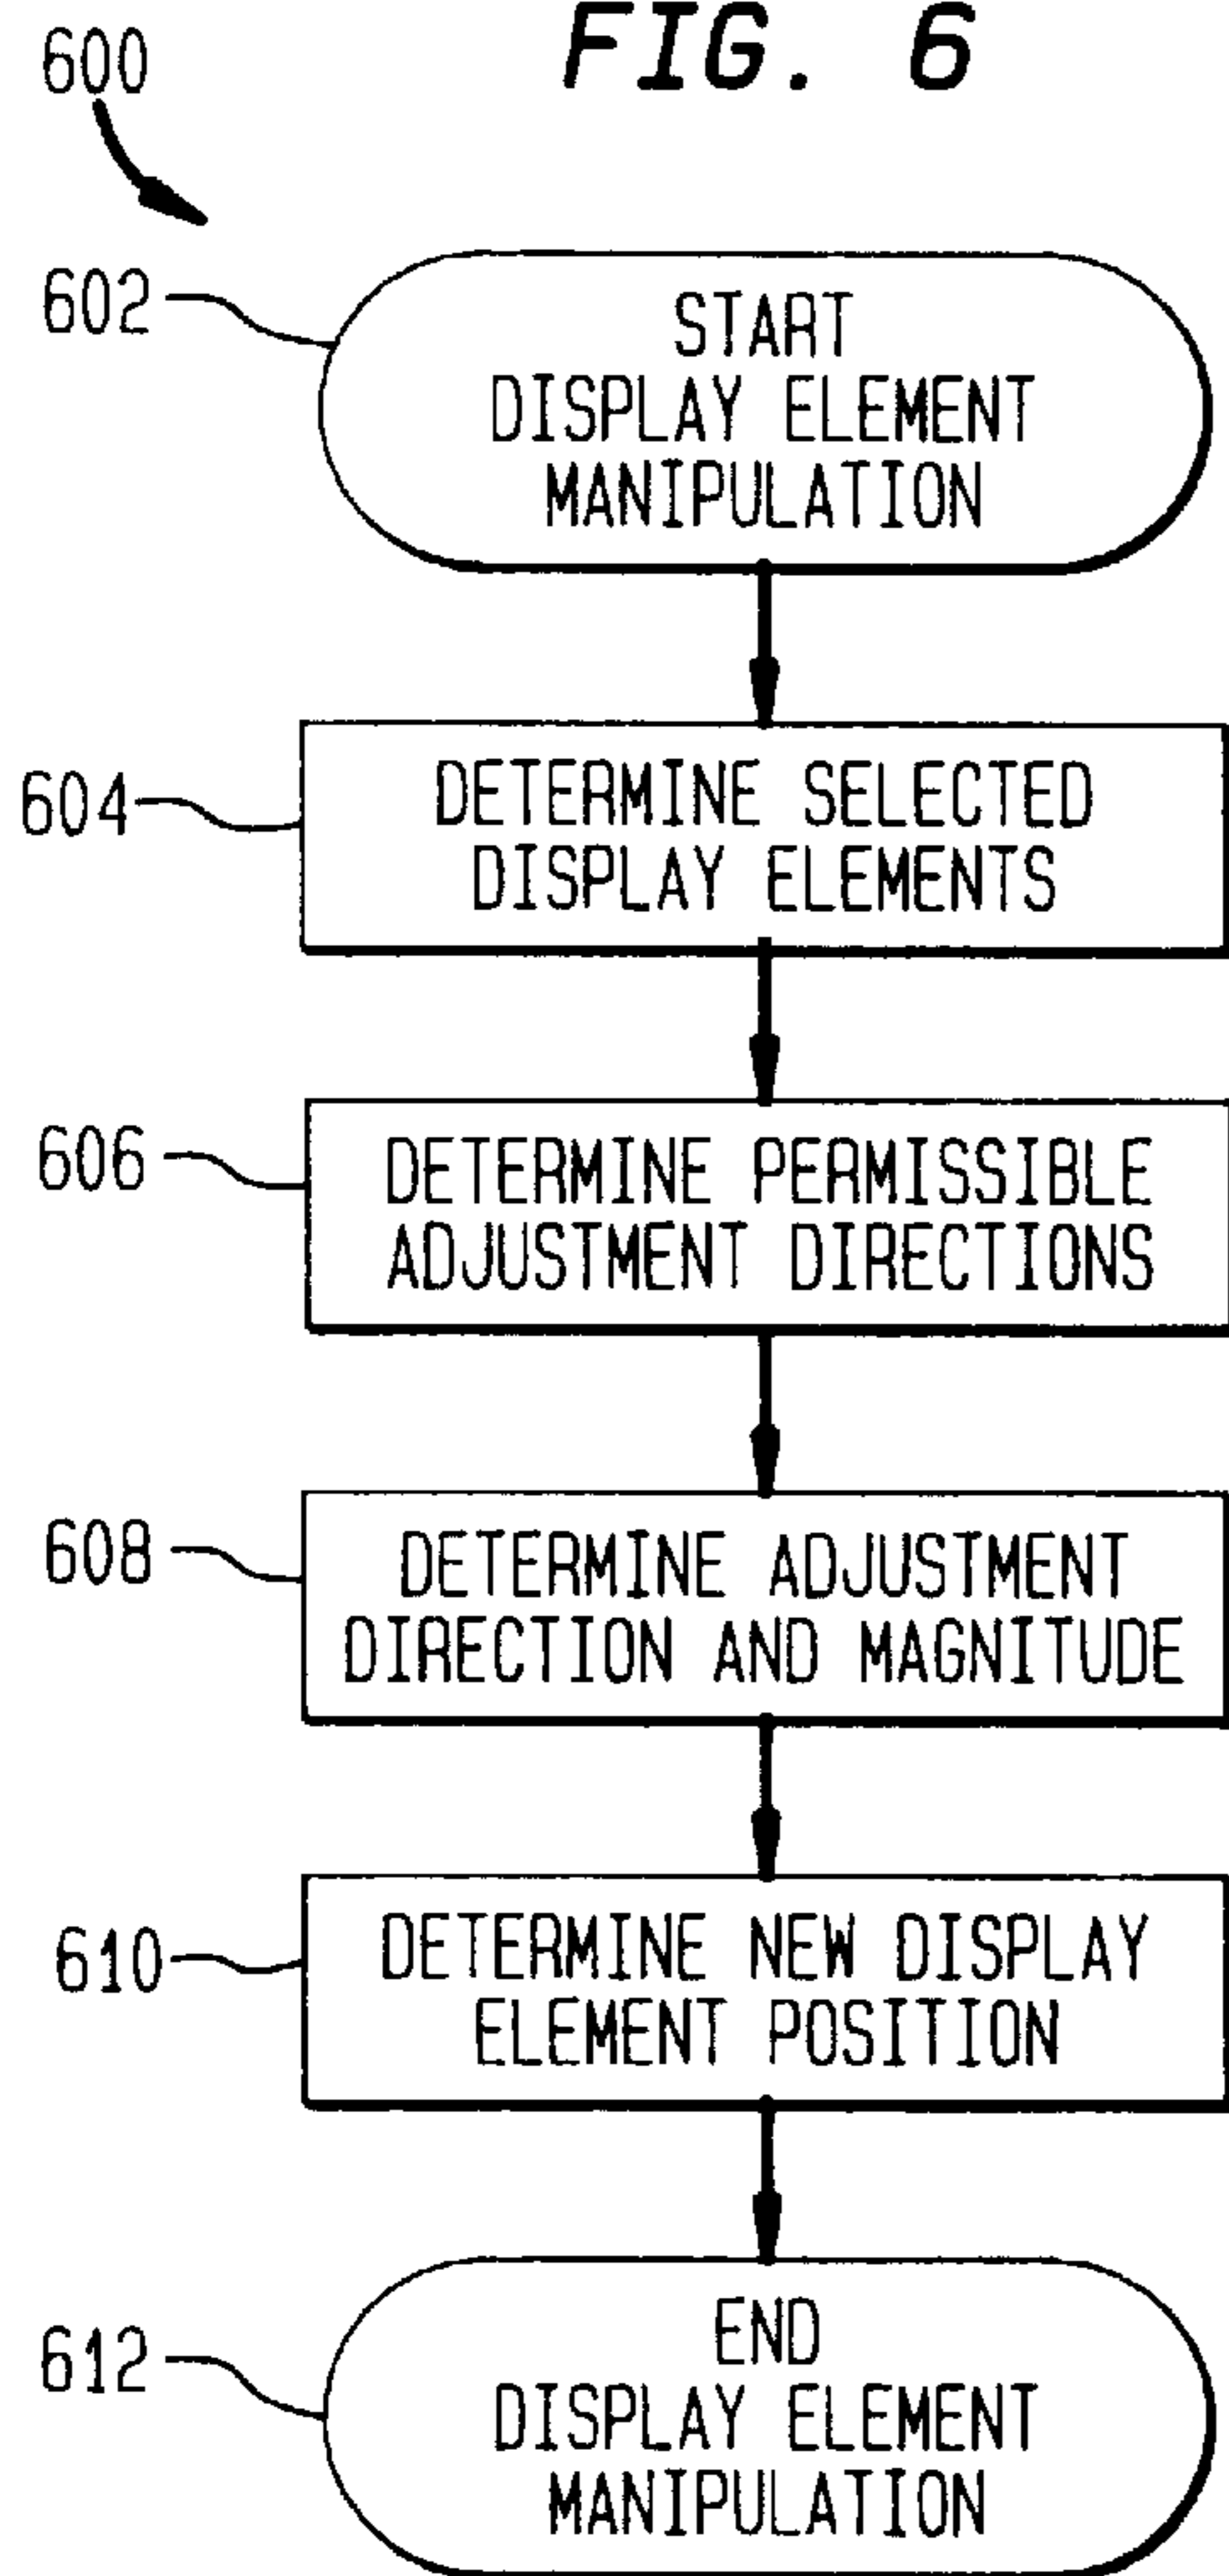 FIG. 6
600
602
START
DISPLAY ELEMENT
MANIPULATION
604
DETERMINE SELECTED
DISPLAY ELEMENTS
606
DETERMINE PERMISSIBLE
ADJUSTMENT DIRECTIONS
608
DETERMINE ADJUSTMENT
DIRECTION AND MAGNITUDE
610
DETERMINE NEW DISPLAY
ELEMENT POSITION
612
END
DISPLAY ELEMENT
MANIPULATION